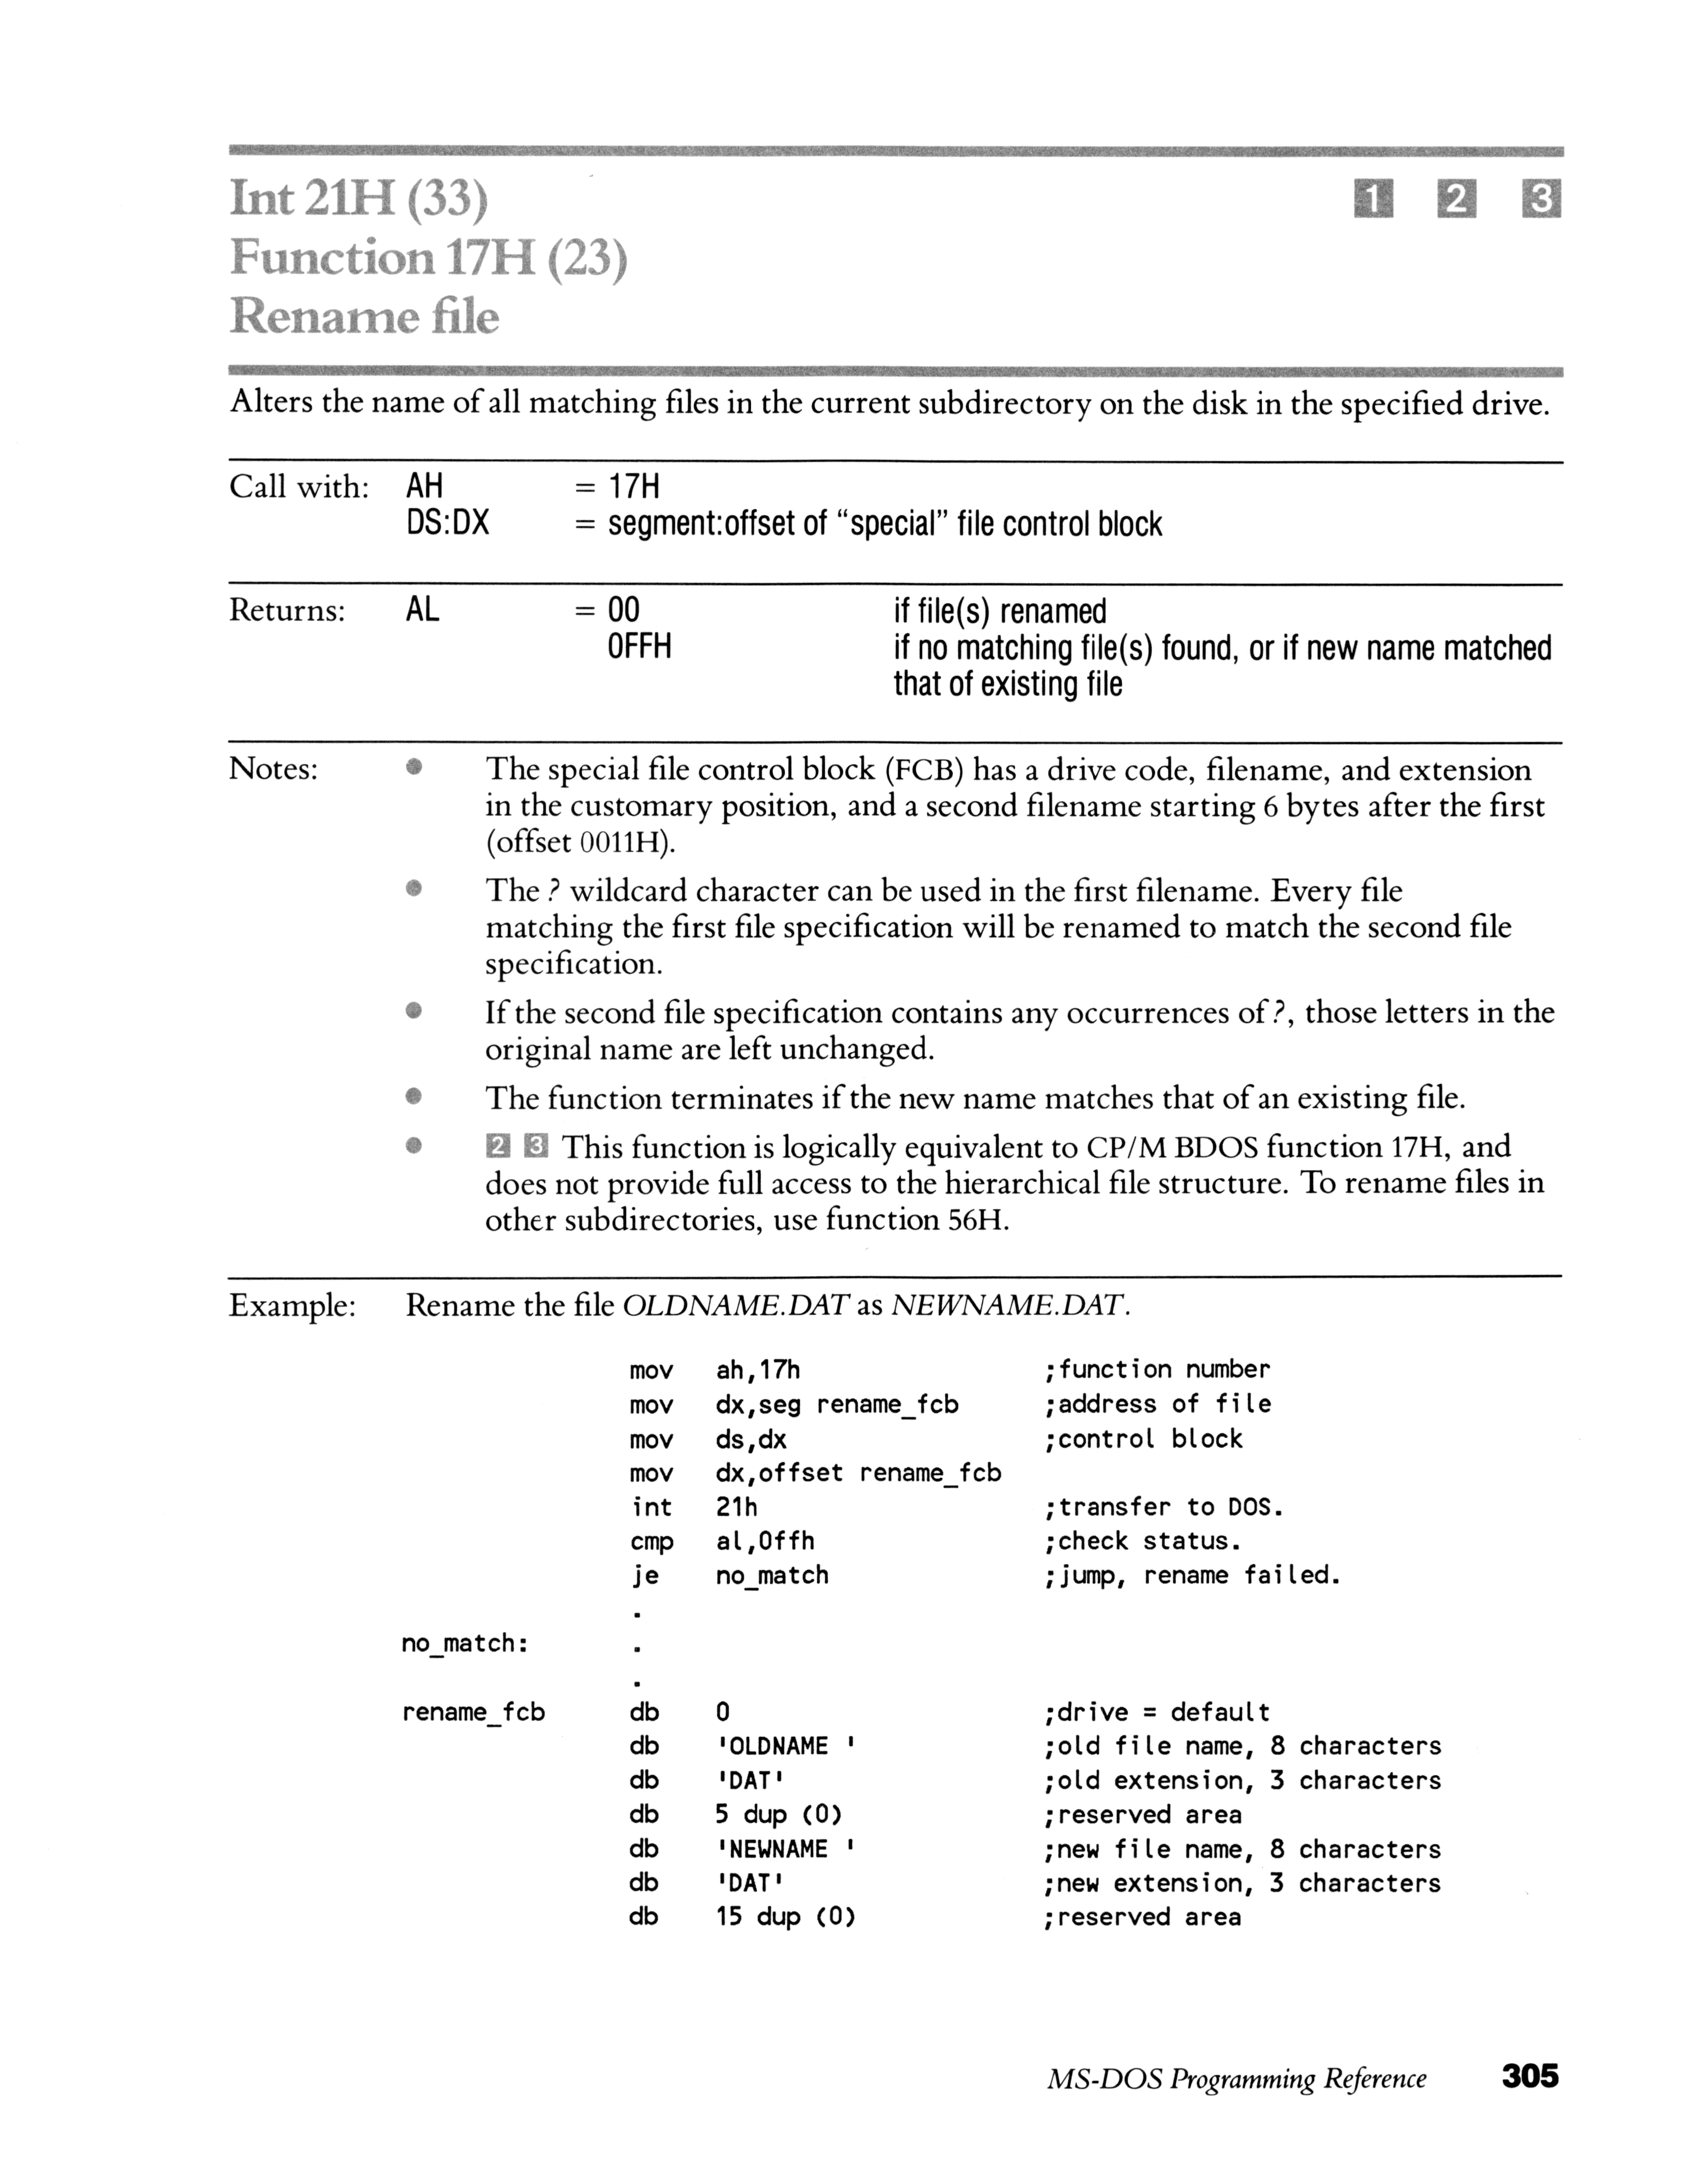 Int 21H (33) 1 2 3
Function 17H (23)
Rename file
Alters the name of all matching files in the current subdirectory on the disk in the specified drive.
Call with: AH = 17H
DS:DX = segment:offset of “special” file control block
Returns: AL = 00 if file(s) renamed
0FFH if no matching file(s) found, or if new name matched
that of existing file
Notes: ● The special file control block (FCB) has a drive code, filename, and extension
in the customary position, and a second filename starting 6 bytes after the first
(offset 0011H).
● The ? wildcard character can be used in the first filename. Every file
matching the first file specification will be renamed to match the second file
specification.
● If the second file specification contains any occurrences of ?, those letters in the
original name are left unchanged.
● The function terminates if the new name matches that of an existing file.
● 2 3 This function is logically equivalent to CP/M BDOS function 17H, and
does not provide full access to the hierarchical file structure. To rename files in
other subdirectories, use function 56H.
Example: Rename the file OLDNAME.DAT as NEWNAME.DAT.
mov ah,17h ;function number
mov dx,seg rename_fcb ;address of file
mov ds,dx ;control block
mov dx,offset rename_fcb
int 21h ;transfer to DOS.
cmp al,0ffh ;check status.
je no_match ;jump, rename failed.
.
no_match: .
.
rename_fcb db 0 ;drive = default
db 'OLDNAME ' ;old file name, 8 characters
db 'DAT' ;old extension, 3 characters
db 5 dup (0) ;reserved area
db 'NEWNAME ' ;new file name, 8 characters
db 'DAT' ;new extension, 3 characters
db 15 dup (0) ;reserved area
MS-DOS Programming Reference 305